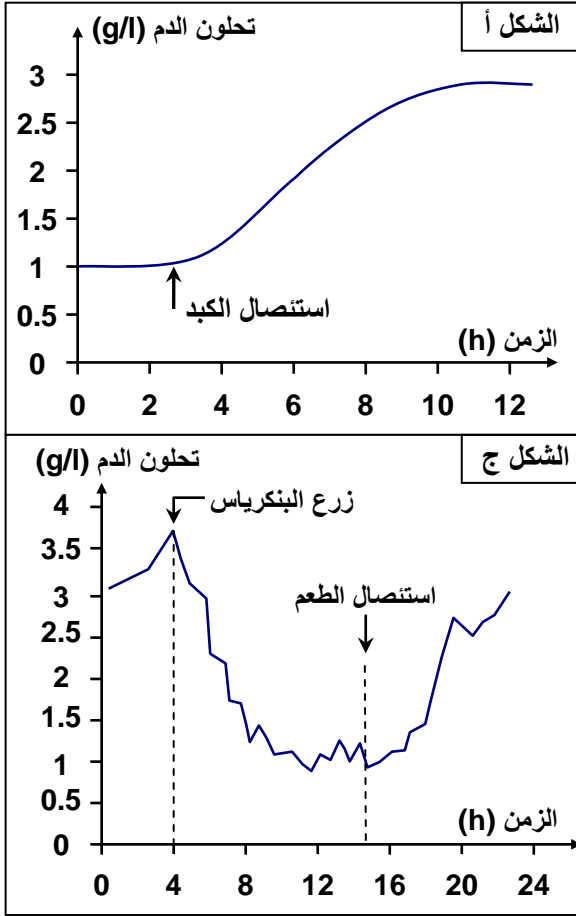 الشكل أ
تحلون الدم (g/l)
3
2.5
2
1.5
1
0.5
0
استئصال الكبد
الزمن (h)
0 2 4 6 8 10 12
الشكل ج
تحلون الدم (g/l)
4
3.5
3
2.5
2
1.5
1
0.5
0
زرع البنكرياس
استئصال الطعم
الزمن (h)
0 4 8 12 16 20 24